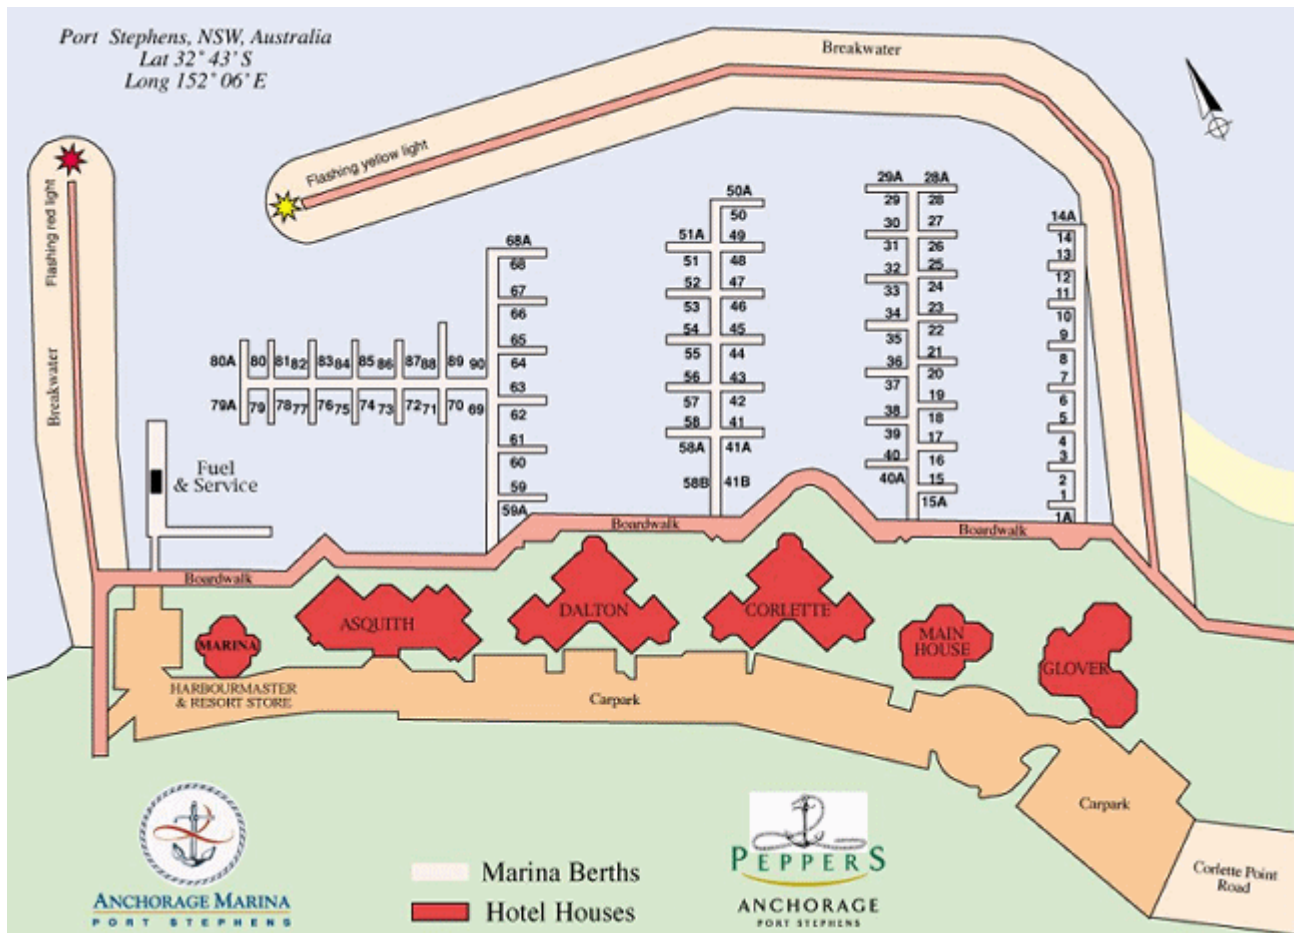 Port Stephens, NSW, Australia
Lat 32° 43' S
Long 152° 06' E
Breakwater
Flashing yellow light
Flashing red light
Breakwater
29A 28A
29 28
30 27
31 26
32 25
33 24
34 23
35 22
36 21
37 20
38 19
39 18
40 17
40A 16
15
15A
50A
50
51A 49
51 48
52 47
53 46
54 45
55 44
56 43
57 42
58 41
58A 41A
58B 41B
14A
14
13
12
11
10
9
8
7
6
5
4
3
2
1
1A
68A
68
67
66
65
64
63
62
61
60
59
59A
80A 80 81 82 83 84 85 86 87 88 89 90
79A 79 78 77 76 75 74 73 72 71 70 69
Fuel
& Service
Boardwalk
Boardwalk
Boardwalk
MARINA
ASQUITH
DALTON
CORLETTE
MAIN
HOUSE
GLOVER
HARBOURMASTER
& RESORT STORE
Carpark
Carpark
Corlette Point
Road
ANCHORAGE MARINA
PORT STEPHENS
Marina Berths
Hotel Houses
PEPPERS
ANCHORAGE
PORT STEPHENS